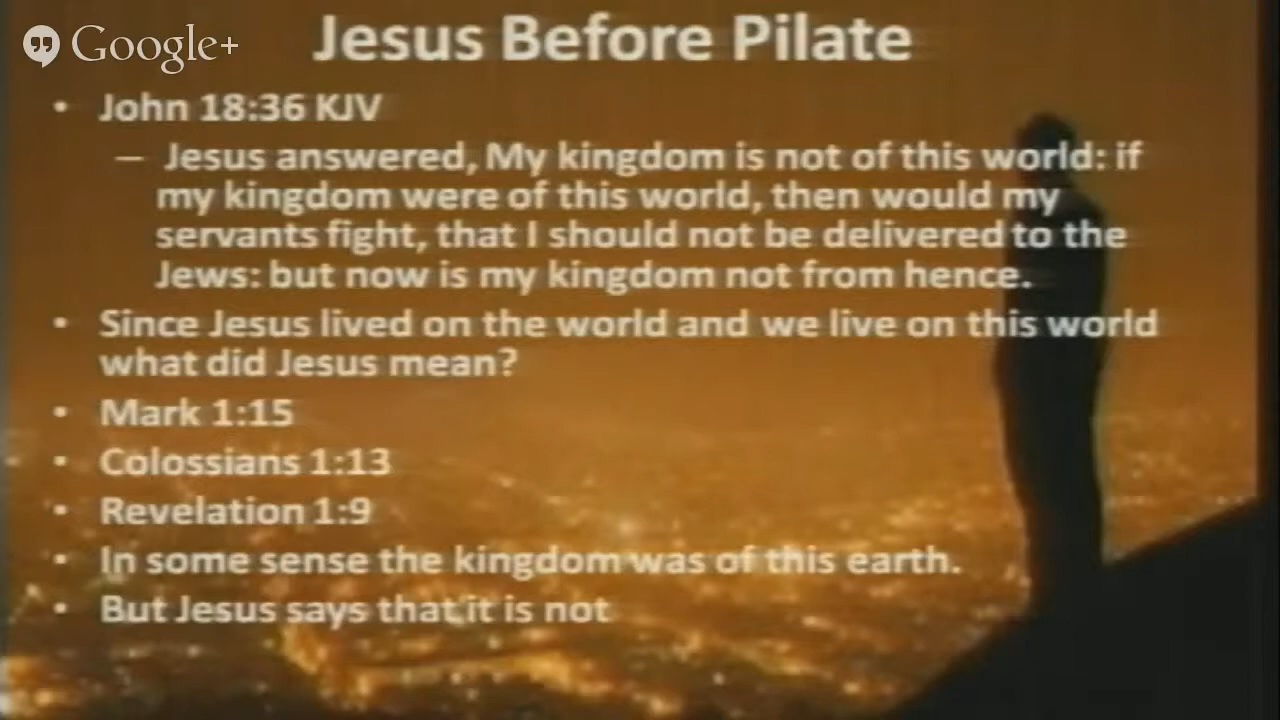 Google+
Jesus Before Pilate
• John 18:36 KJV
– Jesus answered, My kingdom is not of this world: if
my kingdom were of this world, then would my
servants fight, that I should not be delivered to the
Jews: but now is my kingdom not from hence.
• Since Jesus lived on the world and we live on this world
what did Jesus mean?
• Mark 1:15
• Colossians 1:13
• Revelation 1:9
• In some sense the kingdom was of this earth.
• But Jesus says that it is not